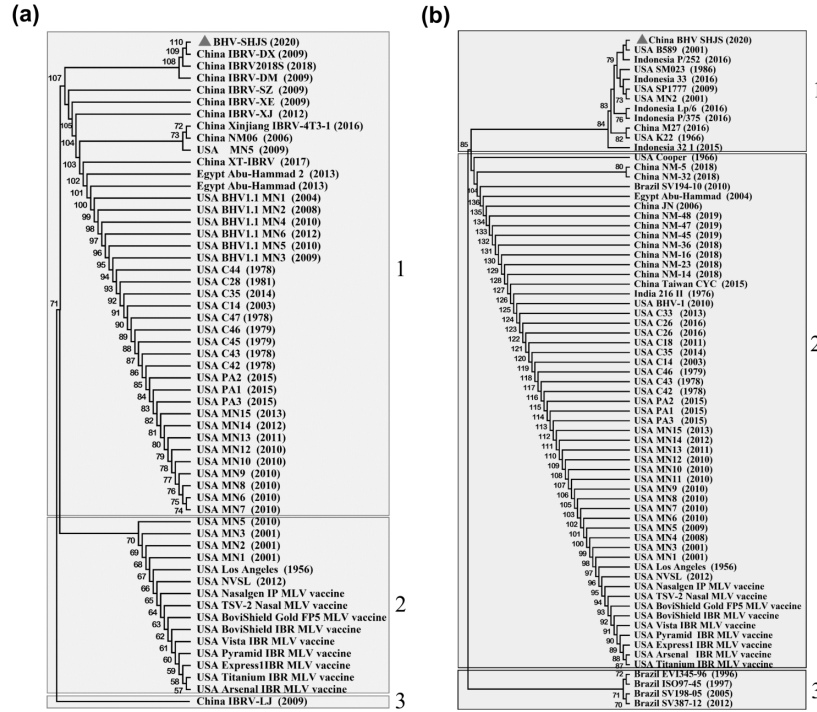 (a)
BHV-SHJS (2020)
China IBRV-DX (2009)
China IBRV2018S (2018)
China IBRV-DM (2009)
China IBRV-SZ (2009)
China IBRV-XE (2009)
China IBRV-XJ (2012)
China Xinjiang IBRV-4T3-1 (2016)
China NM06 (2006)
USA MN5 (2009)
China XT-IBRV (2017)
Egypt Abu-Hammad 2 (2013)
Egypt Abu-Hammad (2013)
USA BHV1.1 MN1 (2004)
USA BHV1.1 MN2 (2008)
USA BHV1.1 MN4 (2010)
USA BHV1.1 MN6 (2012)
USA BHV1.1 MN5 (2010)
USA BHV1.1 MN3 (2009)
USA C44 (1978)
USA C28 (1981)
USA C35 (2014)
USA C14 (2003)
USA C47 (1978)
USA C46 (1979)
USA C45 (1979)
USA C43 (1978)
USA C42 (1978)
USA PA2 (2015)
USA PA1 (2015)
USA PA3 (2015)
USA MN15 (2013)
USA MN14 (2012)
USA MN13 (2011)
USA MN12 (2010)
USA MN10 (2010)
USA MN9 (2010)
USA MN8 (2010)
USA MN6 (2010)
USA MN7 (2010)
USA MN5 (2010)
USA MN3 (2001)
USA MN2 (2001)
USA MN1 (2001)
USA Los Angeles (1956)
USA NVSL (2012)
USA Nasalgen IP MLV vaccine
USA TSV-2 Nasal MLV vaccine
USA BoviShield Gold FP5 MLV vaccine
USA BoviShield IBR MLV vaccine
USA Vista IBR MLV vaccine
USA Pyramid IBR MLV vaccine
USA Express1IBR MLV vaccine
USA Titanium IBR MLV vaccine
USA Arsenal IBR MLV vaccine
China IBRV-LJ (2009)
110
109
108
107
105
72
73
104
103
102
101
100
99
98
97
96
95
94
93
92
91
90
89
88
87
86
85
84
83
82
81
80
79
78
77
76
75
74
71
70
69
68
67
66
65
64
63
62
61
60
59
58
57
1
2
3
(b)
China BHV SHJS (2020)
USA B589 (2001)
Indonesia P/252 (2016)
USA SM023 (1986)
Indonesia 33 (2016)
USA SP1777 (2009)
USA MN2 (2001)
Indonesia Lp/6 (2016)
Indonesia P/375 (2016)
China M27 (2016)
USA K22 (1966)
Indonesia 32 1 (2015)
USA Cooper (1966)
China NM-5 (2018)
China NM-32 (2018)
Brazil SV194-10 (2010)
Egypt Abu-Hammad (2004)
China JN (2006)
China NM-48 (2019)
China NM-47 (2019)
China NM-45 (2019)
China NM-36 (2018)
China NM-16 (2018)
China NM-23 (2018)
China NM-14 (2018)
China Taiwan CYC (2015)
India 216 II (1976)
USA BHV-1 (2010)
USA C33 (2013)
USA C26 (2016)
USA C26 (2016)
USA C18 (2011)
USA C35 (2014)
USA C14 (2003)
USA C46 (1979)
USA C43 (1978)
USA C42 (1978)
USA PA2 (2015)
USA PA1 (2015)
USA PA3 (2015)
USA MN15 (2013)
USA MN14 (2012)
USA MN13 (2011)
USA MN12 (2010)
USA MN10 (2010)
USA MN11 (2010)
USA MN9 (2010)
USA MN8 (2010)
USA MN7 (2010)
USA MN6 (2010)
USA MN5 (2009)
USA MN4 (2008)
USA MN3 (2001)
USA MN1 (2001)
USA Los Angeles (1956)
USA NVSL (2012)
USA Nasalgen IP MLV vaccine
USA TSV-2 Nasal MLV vaccine
USA BoviShield Gold FP5 MLV vaccine
USA BoviShield IBR MLV vaccine
USA Vista IBR MLV vaccine
USA Pyramid IBR MLV vaccine
USA Express1 IBR MLV vaccine
USA Arsenal IBR MLV vaccine
USA Titanium IBR MLV vaccine
Brazil EVI345-96 (1996)
Brazil ISO97-45 (1997)
Brazil SV198-05 (2005)
Brazil SV387-12 (2012)
79
73
83
76
84
82
85
80
104
136
135
134
133
132
131
130
129
128
127
126
125
124
123
122
121
120
119
118
117
116
115
114
113
112
111
110
109
108
107
106
105
103
102
101
100
99
98
97
96
95
94
93
92
91
90
89
88
87
72
71
70
1
2
3